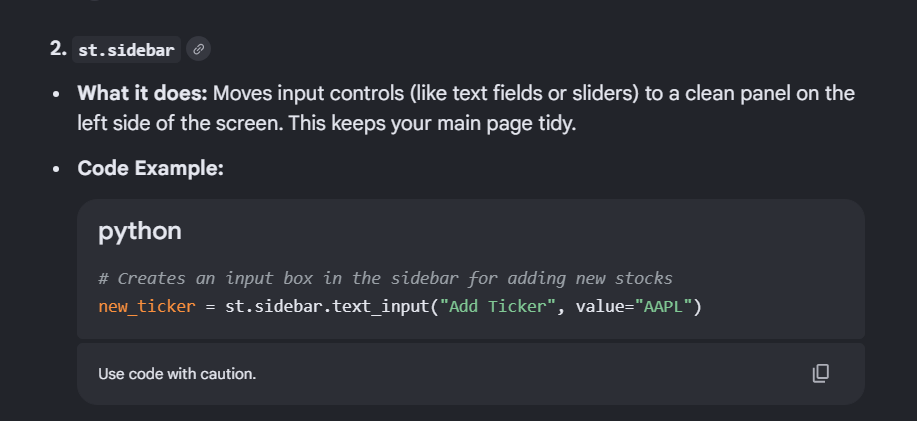 2. st.sidebar
• What it does: Moves input controls (like text fields or sliders) to a clean panel on the
left side of the screen. This keeps your main page tidy.
• Code Example:
python
# Creates an input box in the sidebar for adding new stocks
new_ticker = st.sidebar.text_input("Add Ticker", value="AAPL")
Use code with caution.